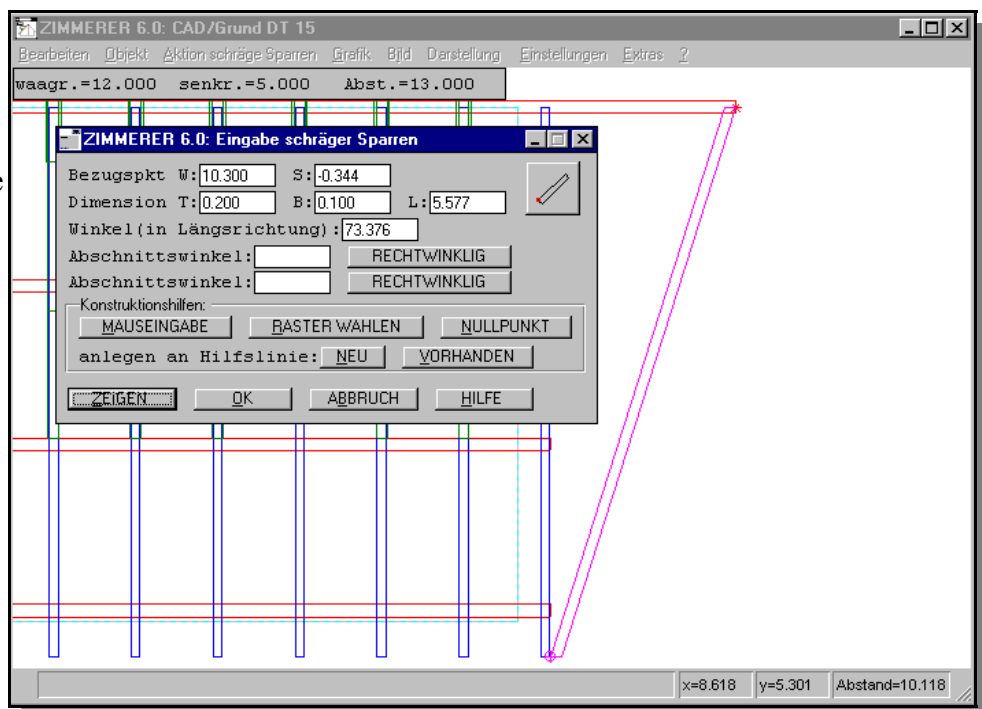 ZIMMERER 6.0: CAD/Grund DT 15
Bearbeiten Objekt Aktion schräge Sparren Grafik Bild Darstellung Einstellungen Extras ?
waagr.=12.000 senkr.=5.000 Abst.=13.000
ZIMMERER 6.0: Eingabe schräger Sparren
Bezugspkt W: 10.300 S: -0.344
Dimension T: 0.200 B: 0.100 L: 5.577
Winkel(in Längsrichtung): 73.376
Abschnittswinkel: RECHTWINKLIG
Abschnittswinkel: RECHTWINKLIG
Konstruktionshilfen:
MAUSEINGABE RASTER WÄHLEN NULLPUNKT
anlegen an Hilfslinie: NEU VORHANDEN
ZEIGEN OK ABBRUCH HILFE
x=8.618 y=5.301 Abstand=10.118